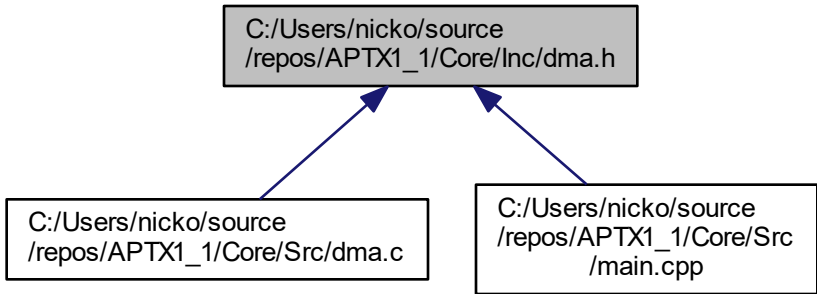 C:/Users/nicko/source
/repos/APTX1_1/Core/Inc/dma.h
C:/Users/nicko/source
/repos/APTX1_1/Core/Src/dma.c
C:/Users/nicko/source
/repos/APTX1_1/Core/Src
/main.cpp